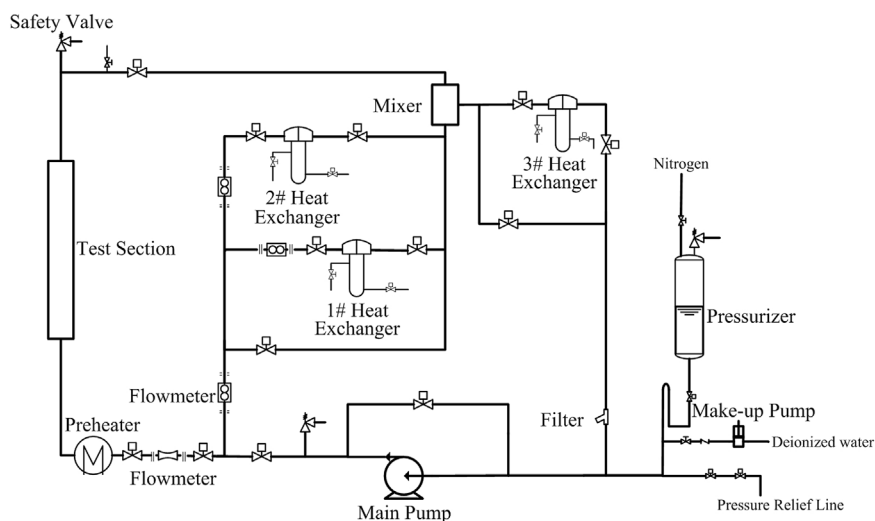 Safety Valve
Mixer
Nitrogen
3# Heat
Exchanger
2# Heat
Exchanger
Test Section
1# Heat
Exchanger
Pressurizer
Flowmeter
Preheater
Filter
Make-up Pump
Deionized water
Flowmeter
Main Pump
Pressure Relief Line